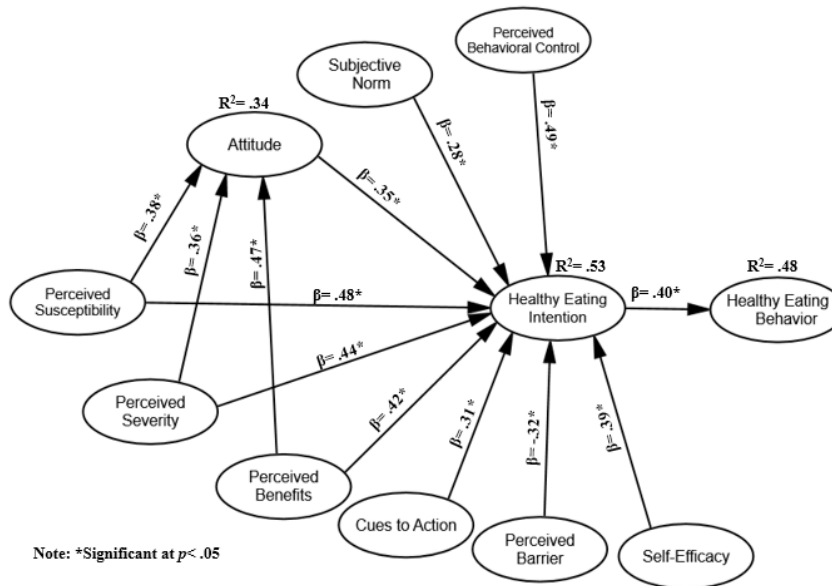 Perceived
Behavioral Control
Subjective
Norm
R²= .34
Attitude
β= .49*
β= .28*
β= .35*
β= .38*
β= .36*
β= .47*
Perceived
Susceptibility
β= .48*
R²= .53
Healthy Eating
Intention
β= .40*
R²= .48
Healthy Eating
Behavior
β= .44*
Perceived
Severity
β= .42*
β= .31*
β= -.32*
β=.39*
Perceived
Benefits
Cues to Action
Perceived
Barrier
Self-Efficacy
Note: *Significant at p< .05